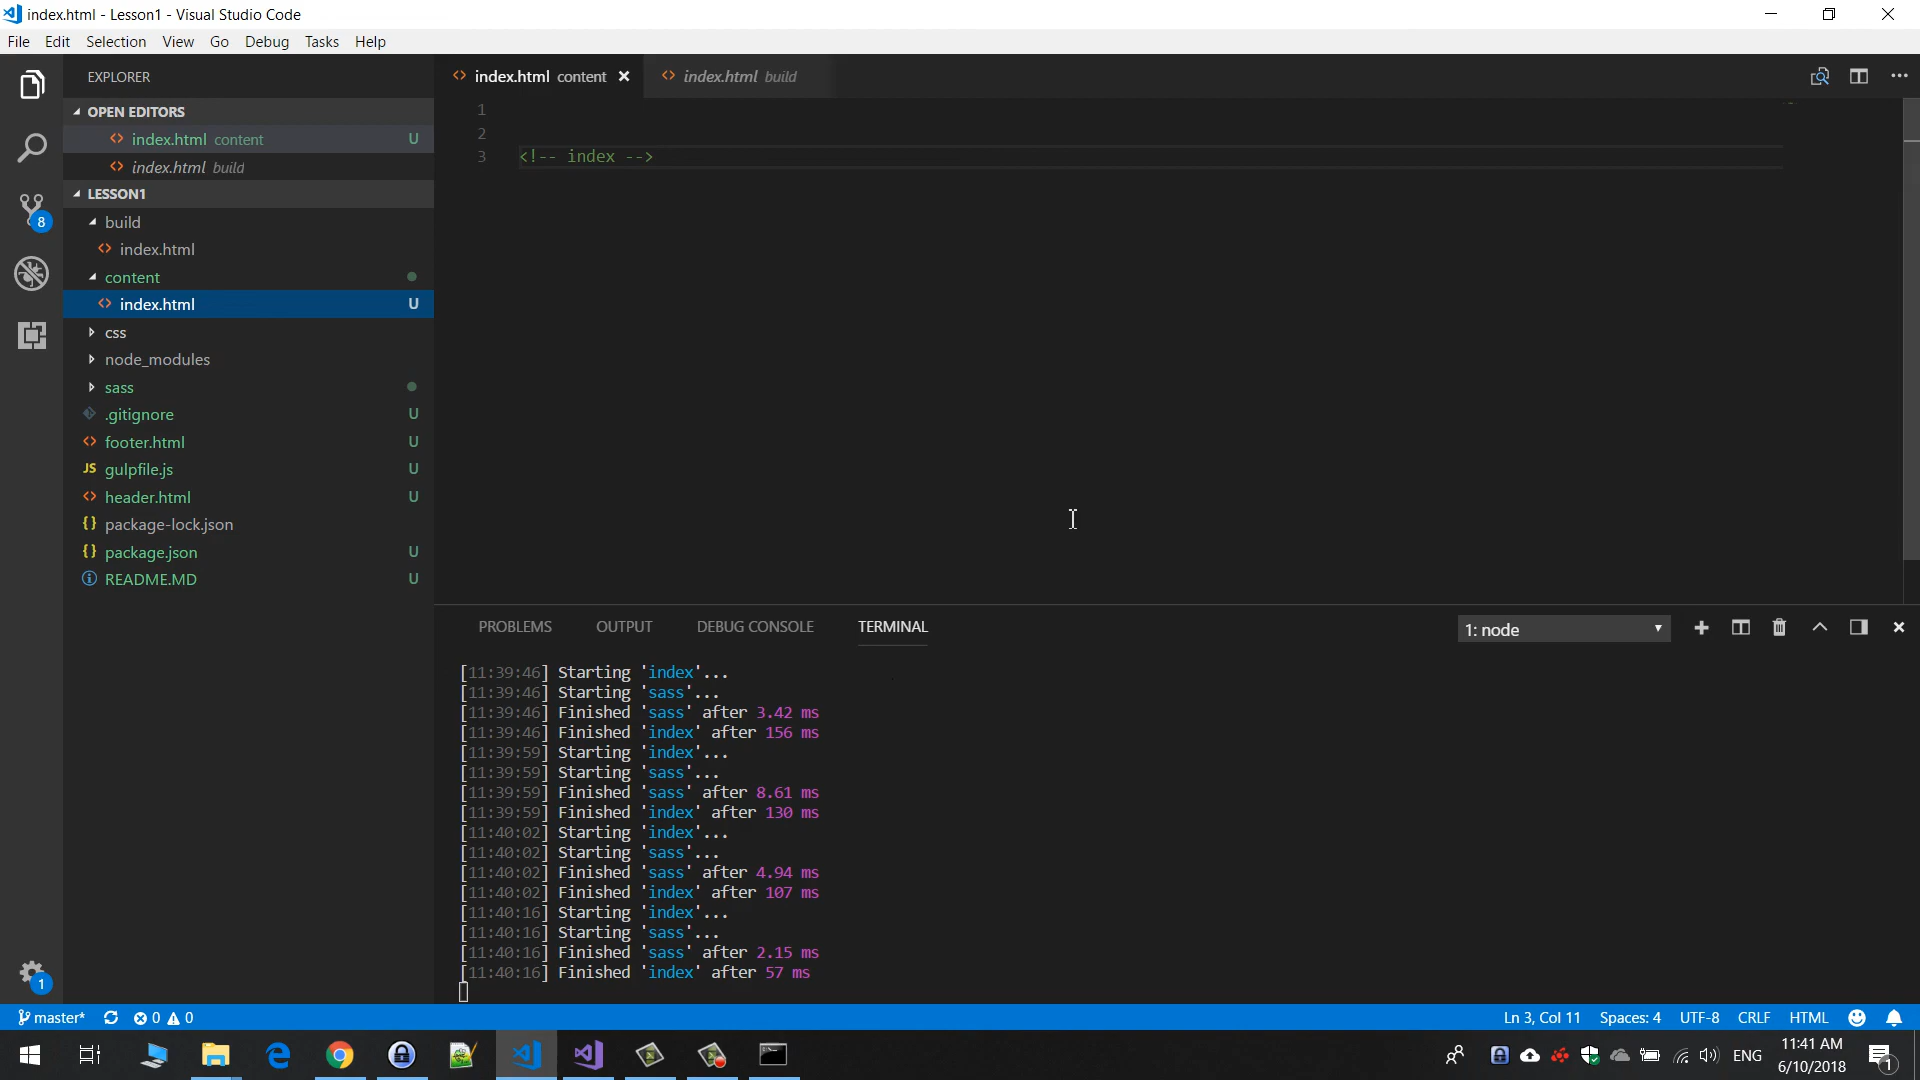 index.html - Lesson1 - Visual Studio Code
File Edit Selection View Go Debug Tasks Help
EXPLORER
OPEN EDITORS
index.html content U
index.html build
LESSON1
build
index.html
content
index.html U
css
node_modules
sass
.gitignore U
footer.html U
JS gulpfile.js U
header.html U
{} package-lock.json
{} package.json U
README.MD U
8
1
index.html content index.html build
1
2
3 <!-- index -->
PROBLEMS OUTPUT DEBUG CONSOLE TERMINAL 1: node
[11:39:46] Starting 'index'...
[11:39:46] Starting 'sass'...
[11:39:46] Finished 'sass' after 3.42 ms
[11:39:46] Finished 'index' after 156 ms
[11:39:59] Starting 'index'...
[11:39:59] Starting 'sass'...
[11:39:59] Finished 'sass' after 8.61 ms
[11:39:59] Finished 'index' after 130 ms
[11:40:02] Starting 'index'...
[11:40:02] Starting 'sass'...
[11:40:02] Finished 'sass' after 4.94 ms
[11:40:02] Finished 'index' after 107 ms
[11:40:16] Starting 'index'...
[11:40:16] Starting 'sass'...
[11:40:16] Finished 'sass' after 2.15 ms
[11:40:16] Finished 'index' after 57 ms
master* 0 0 Ln 3, Col 11 Spaces: 4 UTF-8 CRLF HTML
ENG 11:41 AM
6/10/2018 1